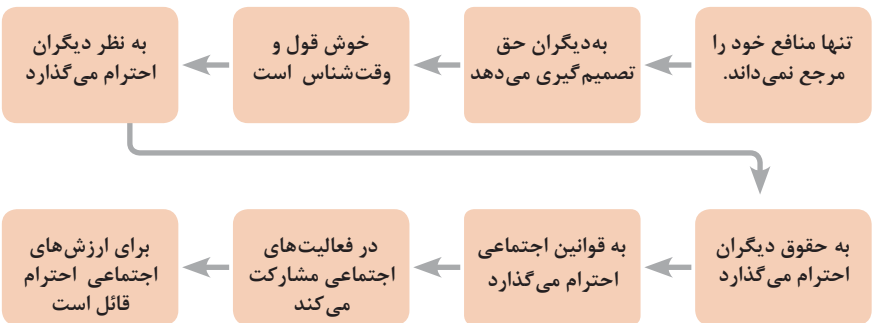 تنها منافع خود را
مرجع نمی‌داند.
به‌دیگران حق
تصمیم‌گیری می‌دهد
خوش قول و
وقت‌شناس است
به نظر دیگران
احترام می‌گذارد
به حقوق دیگران
احترام می‌گذارد
به قوانین اجتماعی
احترام می‌گذارد
در فعالیت‌های
اجتماعی مشارکت
می‌کند
برای ارزش‌های
اجتماعی احترام
قائل است